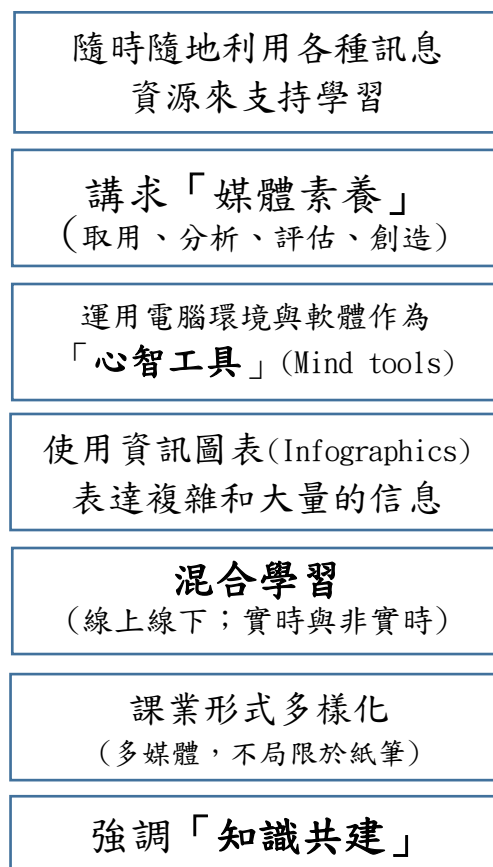 隨時隨地利用各種訊息
資源來支持學習
講求「媒體素養」
(取用、分析、評估、創造)
運用電腦環境與軟體作為
「心智工具」(Mind tools)
使用資訊圖表(Infographics)
表達複雜和大量的信息
混合學習
(線上線下；實時與非實時)
課業形式多樣化
(多媒體，不局限於紙筆)
強調「知識共建」